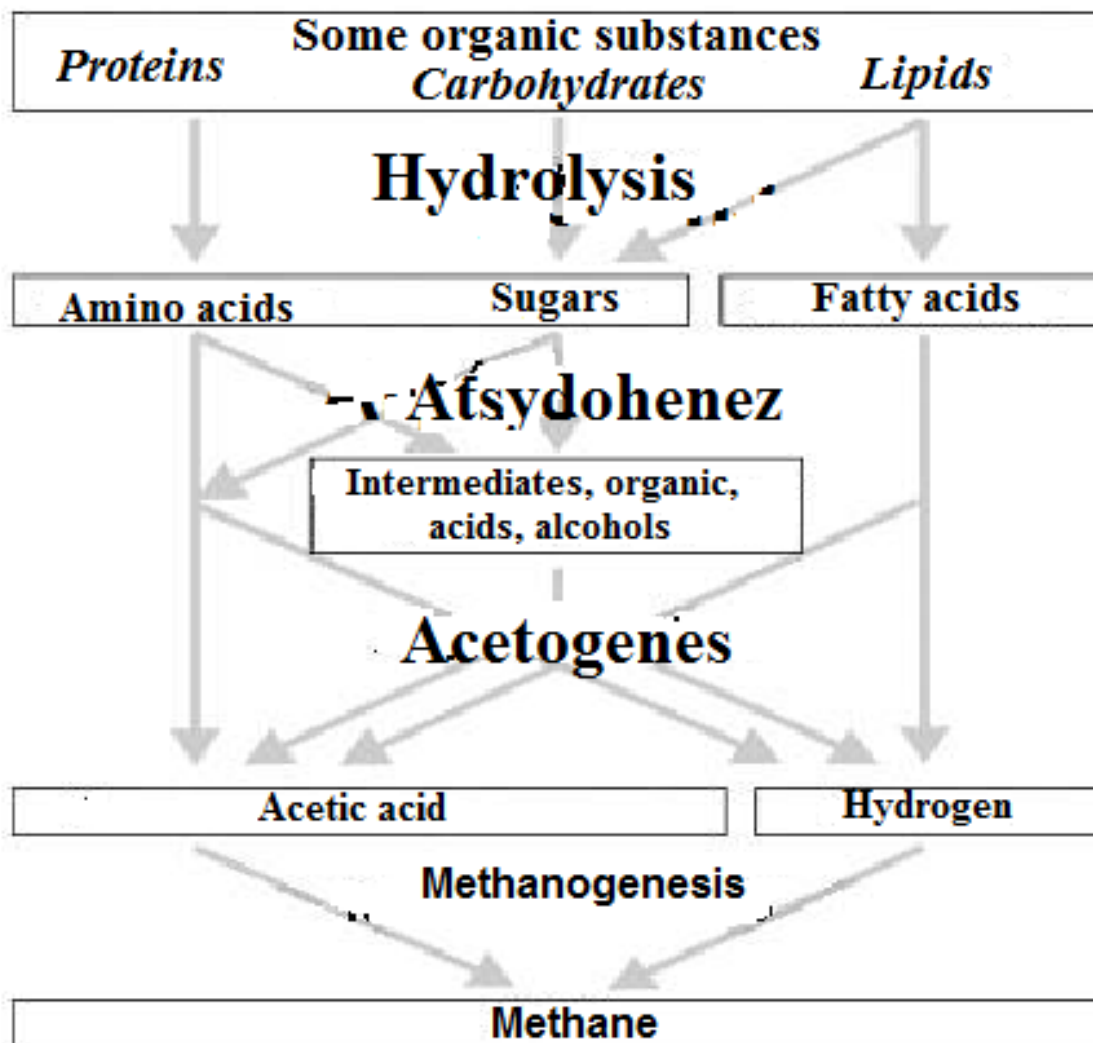 Some organic substances
Proteins Carbohydrates Lipids
Hydrolysis
Amino acids Sugars Fatty acids
Atsydohenez
Intermediates, organic,
acids, alcohols
Acetogenes
Acetic acid Hydrogen
Methanogenesis
Methane